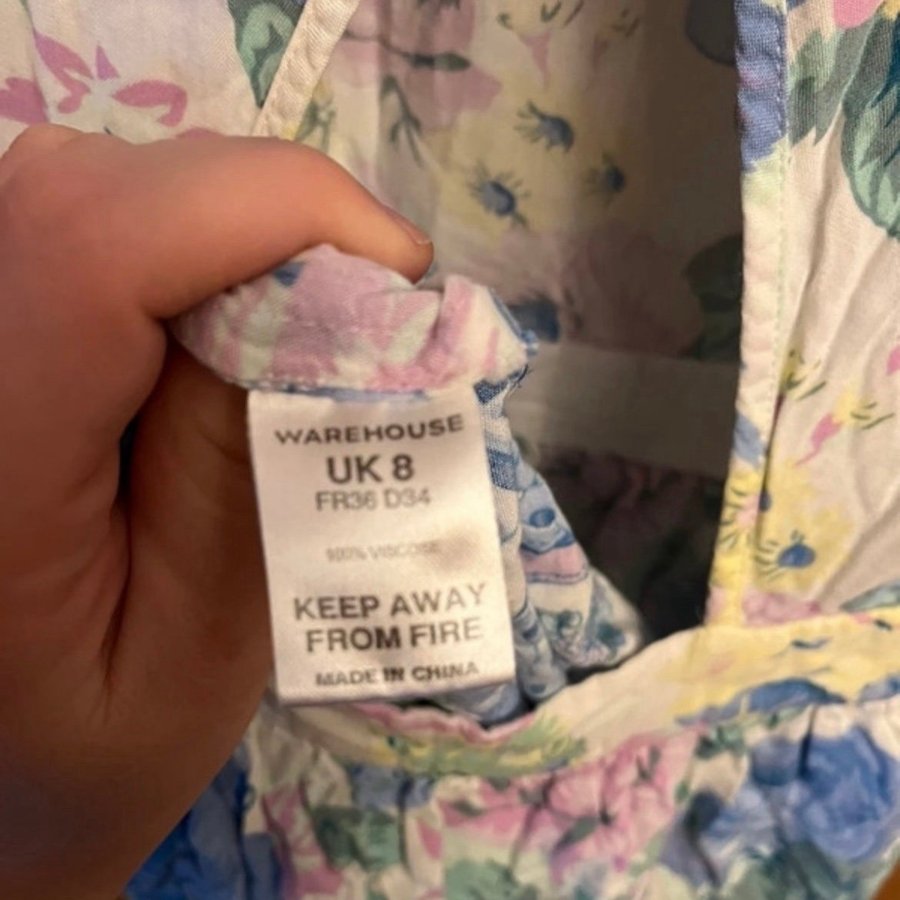 WAREHOUSE
UK 8
FR36 D34
100% VISCOSE
KEEP AWAY
FROM FIRE
MADE IN CHINA